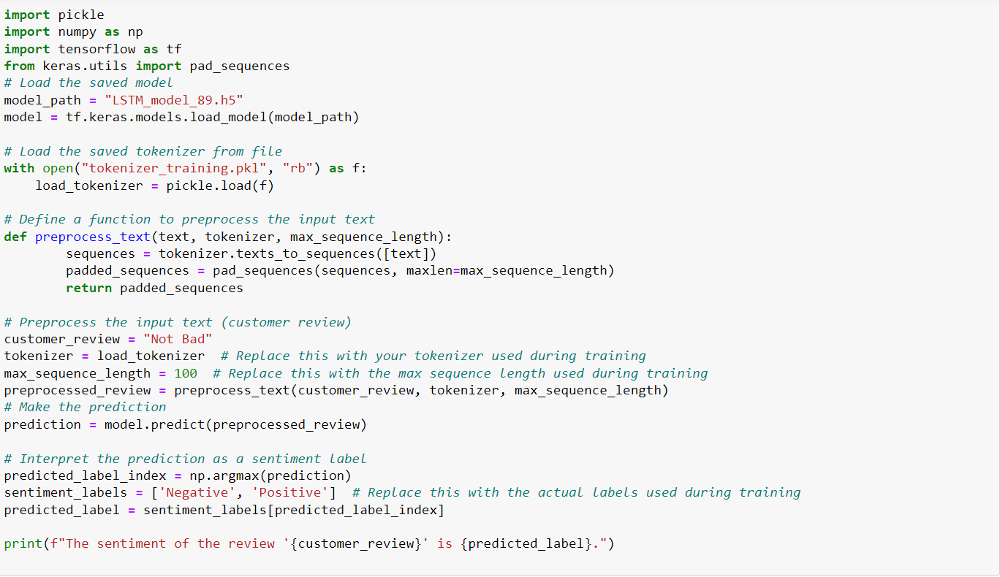 import pickle
import numpy as np
import tensorflow as tf
from keras.utils import pad_sequences
# Load the saved model
model_path = "LSTM_model_89.h5"
model = tf.keras.models.load_model(model_path)

# Load the saved tokenizer from file
with open("tokenizer_training.pkl", "rb") as f:
    load_tokenizer = pickle.load(f)

# Define a function to preprocess the input text
def preprocess_text(text, tokenizer, max_sequence_length):
        sequences = tokenizer.texts_to_sequences([text])
        padded_sequences = pad_sequences(sequences, maxlen=max_sequence_length)
        return padded_sequences

# Preprocess the input text (customer review)
customer_review = "Not Bad"
tokenizer = load_tokenizer  # Replace this with your tokenizer used during training
max_sequence_length = 100  # Replace this with the max sequence length used during training
preprocessed_review = preprocess_text(customer_review, tokenizer, max_sequence_length)
# Make the prediction
prediction = model.predict(preprocessed_review)

# Interpret the prediction as a sentiment label
predicted_label_index = np.argmax(prediction)
sentiment_labels = ['Negative', 'Positive']  # Replace this with the actual labels used during training
predicted_label = sentiment_labels[predicted_label_index]

print(f"The sentiment of the review '{customer_review}' is {predicted_label}.")